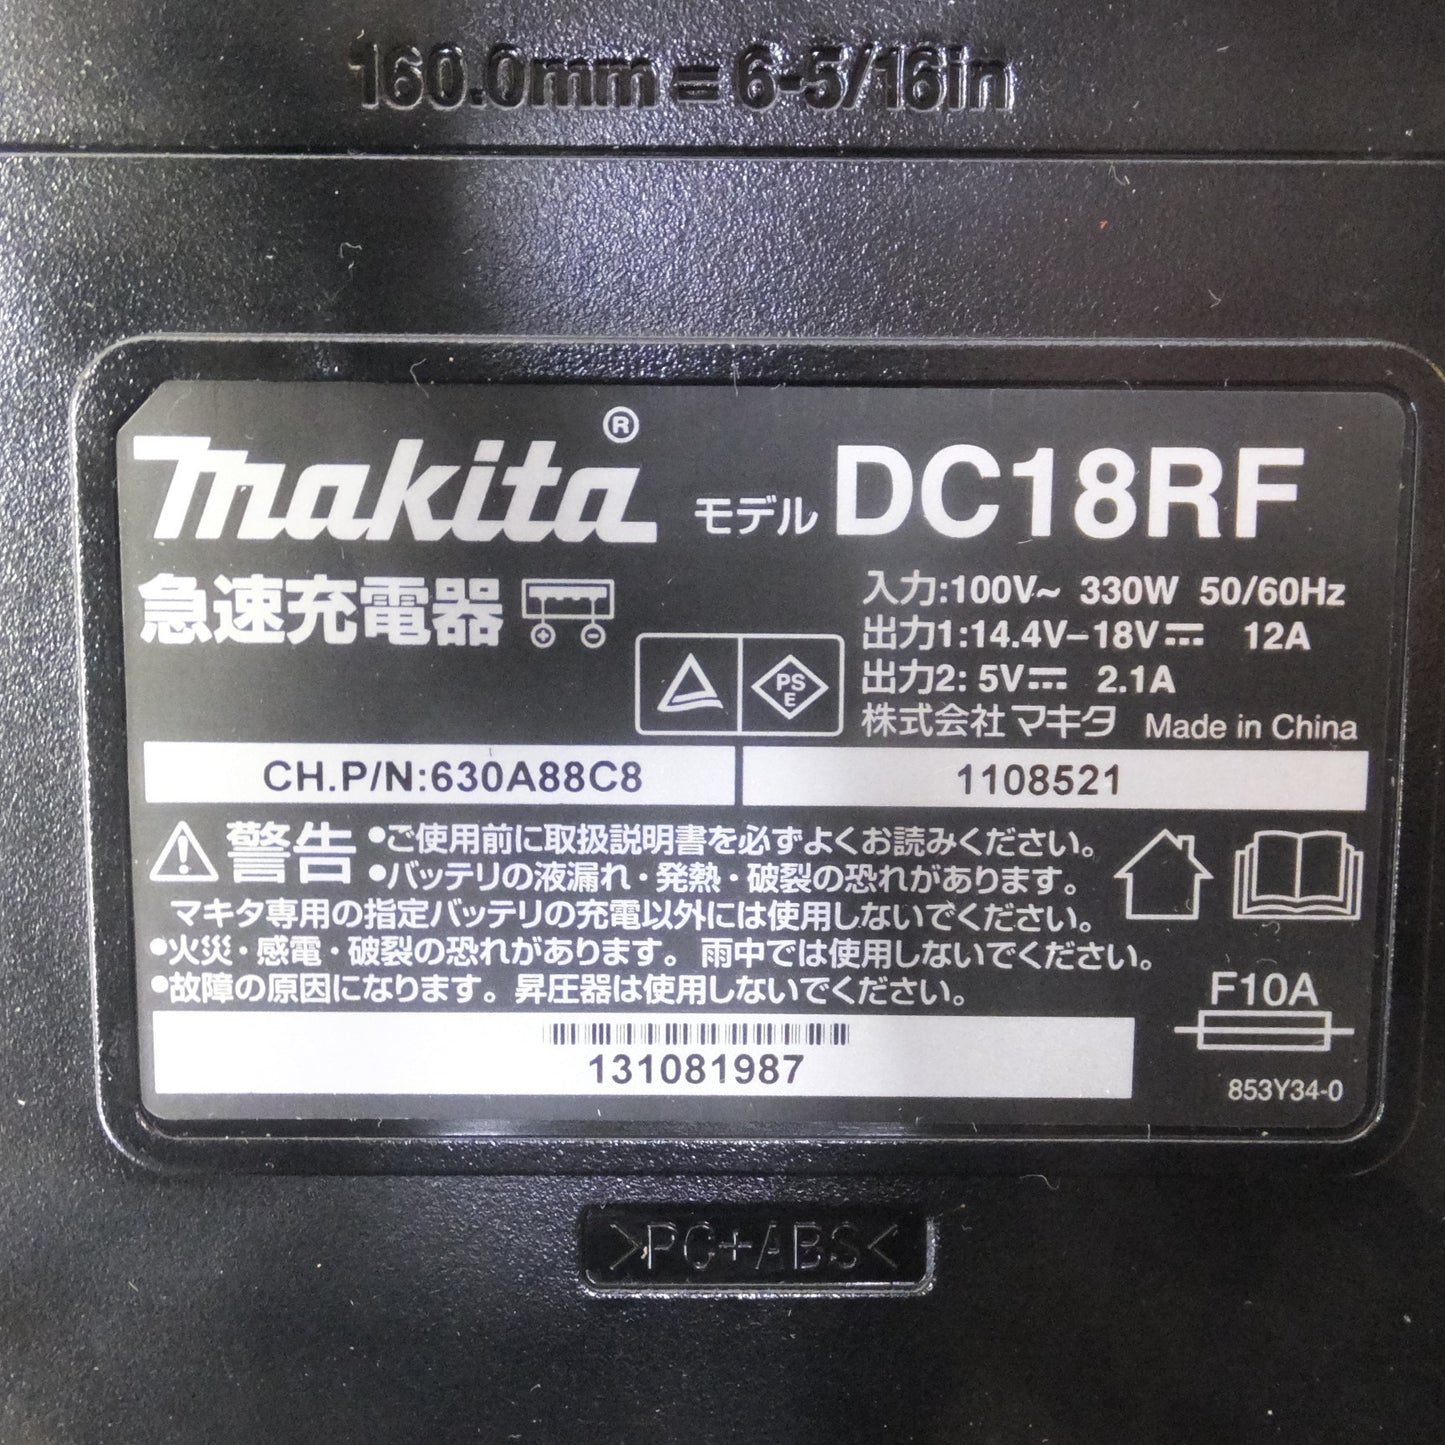 160.0mm = 6-5/16in
makita®
モデル DC18RF
急速充電器
入力:100V~ 330W 50/60Hz
出力1:14.4V–18V⎓ 12A
出力2: 5V⎓ 2.1A
株式会社マキタ Made in China
PS
E
CH.P/N:630A88C8
1108521
警告 •ご使用前に取扱説明書を必ずよくお読みください。
•バッテリの液漏れ・発熱・破裂の恐れがあります。
マキタ専用の指定バッテリの充電以外には使用しないでください。
•火災・感電・破裂の恐れがあります。雨中では使用しないでください。
•故障の原因になります。昇圧器は使用しないでください。
F10A
131081987
853Y34-0
>PC+ABS<